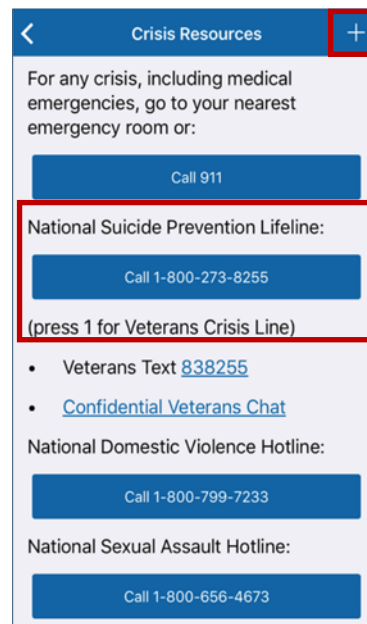 Crisis Resources
For any crisis, including medical
emergencies, go to your nearest
emergency room or:
Call 911
National Suicide Prevention Lifeline:
Call 1-800-273-8255
(press 1 for Veterans Crisis Line)
• Veterans Text 838255
• Confidential Veterans Chat
National Domestic Violence Hotline:
Call 1-800-799-7233
National Sexual Assault Hotline:
Call 1-800-656-4673